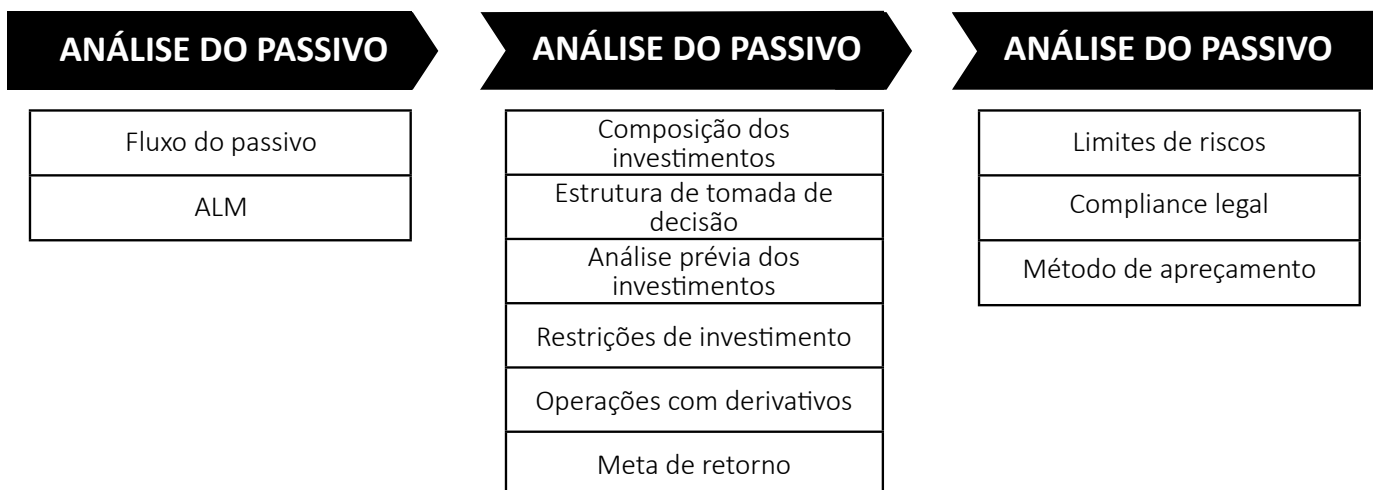 ANÁLISE DO PASSIVO
Fluxo do passivo
ALM
ANÁLISE DO PASSIVO
Composição dos
investimentos
Estrutura de tomada de
decisão
Análise prévia dos
investimentos
Restrições de investimento
Operações com derivativos
Meta de retorno
ANÁLISE DO PASSIVO
Limites de riscos
Compliance legal
Método de apreçamento